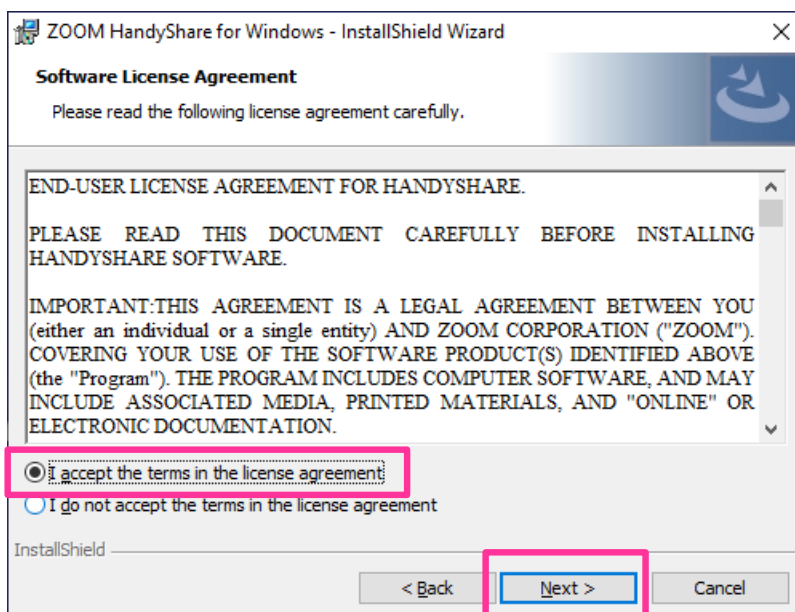 ZOOM HandyShare for Windows - InstallShield Wizard
Software License Agreement
Please read the following license agreement carefully.
END-USER LICENSE AGREEMENT FOR HANDYSHARE.
PLEASE READ THIS DOCUMENT CAREFULLY BEFORE INSTALLING
HANDYSHARE SOFTWARE.
IMPORTANT:THIS AGREEMENT IS A LEGAL AGREEMENT BETWEEN YOU
(either an individual or a single entity) AND ZOOM CORPORATION ("ZOOM").
COVERING YOUR USE OF THE SOFTWARE PRODUCT(S) IDENTIFIED ABOVE
(the "Program"). THE PROGRAM INCLUDES COMPUTER SOFTWARE, AND MAY
INCLUDE ASSOCIATED MEDIA, PRINTED MATERIALS, AND "ONLINE" OR
ELECTRONIC DOCUMENTATION.
I accept the terms in the license agreement
I do not accept the terms in the license agreement
InstallShield
< Back Next > Cancel